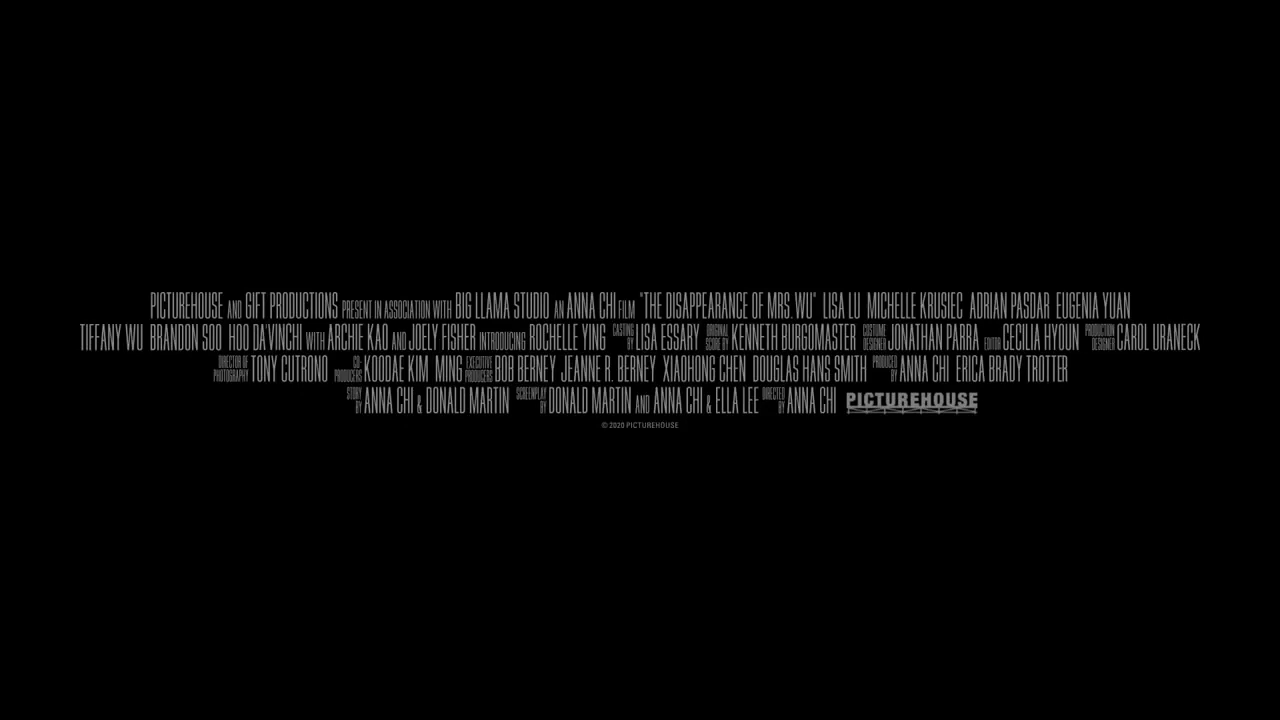 PICTUREHOUSE AND GIFT PRODUCTIONS PRESENT IN ASSOCIATION WITH BIG LLAMA STUDIO AN ANNA CHI FILM "THE DISAPPEARANCE OF MRS. WU" LISA LU MICHELLE KRUSIEC ADRIAN PASDAR EUGENIA YUAN
TIFFANY WU BRANDON SOO HOO DA'VINCHI WITH ARCHIE KAO AND JOELY FISHER INTRODUCING ROCHELLE YING CASTING BY LISA ESSARY ORIGINAL SCORE BY KENNETH BURGOMASTER COSTUME DESIGNER JONATHAN PARRA EDITOR CECILIA HYOUN PRODUCTION DESIGNER CAROL URANECK
DIRECTOR OF PHOTOGRAPHY TONY CUTRONO CO-PRODUCERS KOODAE KIM MING EXECUTIVE PRODUCERS BOB BERNEY JEANNE R. BERNEY XIAOHONG CHEN DOUGLAS HANS SMITH PRODUCED BY ANNA CHI ERICA BRADY TROTTER
STORY BY ANNA CHI & DONALD MARTIN SCREENPLAY BY DONALD MARTIN AND ANNA CHI & ELLA LEE DIRECTED BY ANNA CHI PICTUREHOUSE
© 2020 PICTUREHOUSE